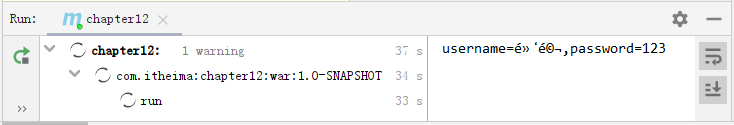 Run: chapter12
chapter12: 1 warning 37 s
com.itheima:chapter12:war:1.0-SNAPSHOT 34 s
run 33 s
username=é»‘é©¬,password=123